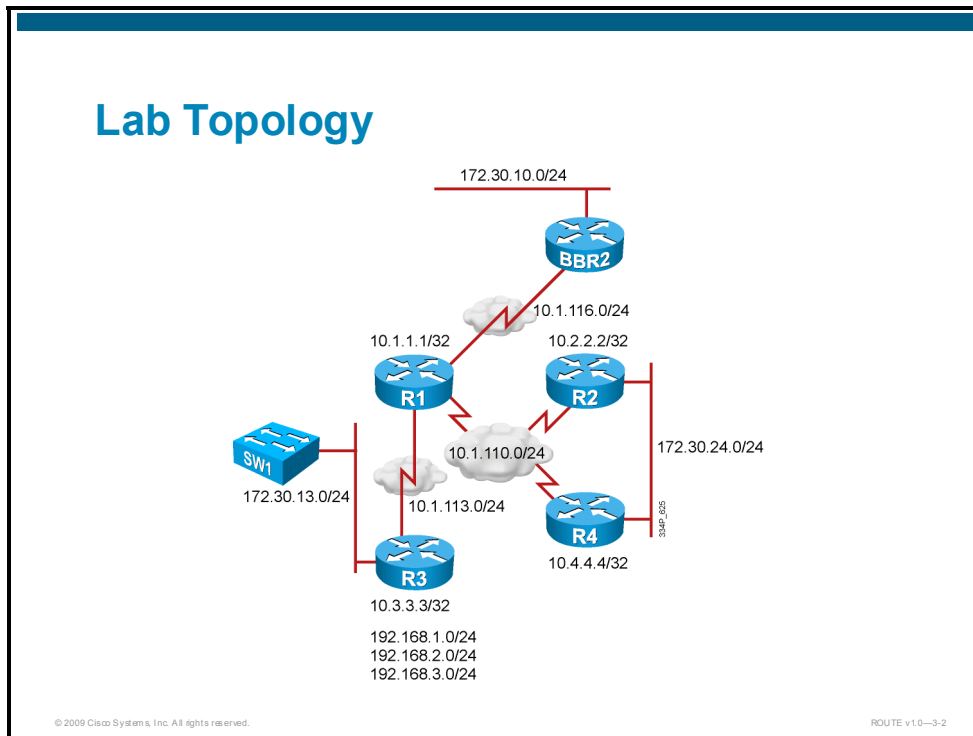 Lab Topology
172.30.10.0/24
BBR2
10.1.116.0/24
10.1.1.1/32
10.2.2.2/32
R1
R2
SW1
10.1.110.0/24
172.30.24.0/24
172.30.13.0/24
10.1.113.0/24
334P_625
R4
R3
10.4.4.4/32
10.3.3.3/32
192.168.1.0/24
192.168.2.0/24
192.168.3.0/24
© 2009 Cisco Systems, Inc. All rights reserved.
ROUTE v1.0—3-2